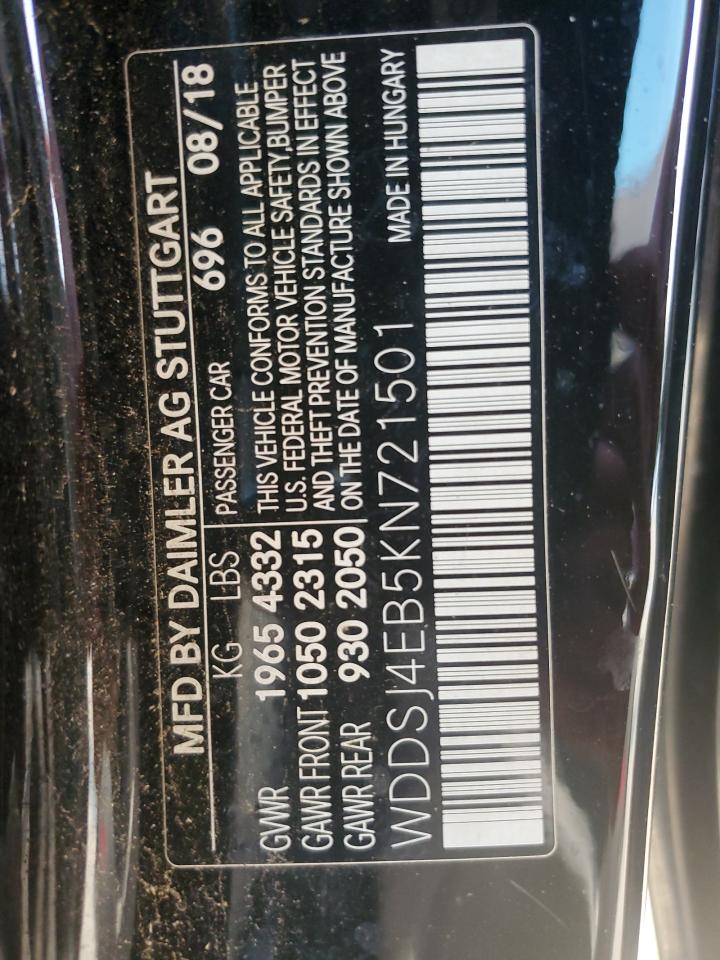 MFD BY DAIMLER AG STUTTGART
KG LBS PASSENGER CAR 696 08/18
GVWR 1965 4332 THIS VEHICLE CONFORMS TO ALL APPLICABLE
GAWR FRONT 1050 2315 U.S. FEDERAL MOTOR VEHICLE SAFETY,BUMPER
AND THEFT PREVENTION STANDARDS IN EFFECT
GAWR REAR 930 2050 ON THE DATE OF MANUFACTURE SHOWN ABOVE
WDDSJ4EB5KN721501 MADE IN HUNGARY